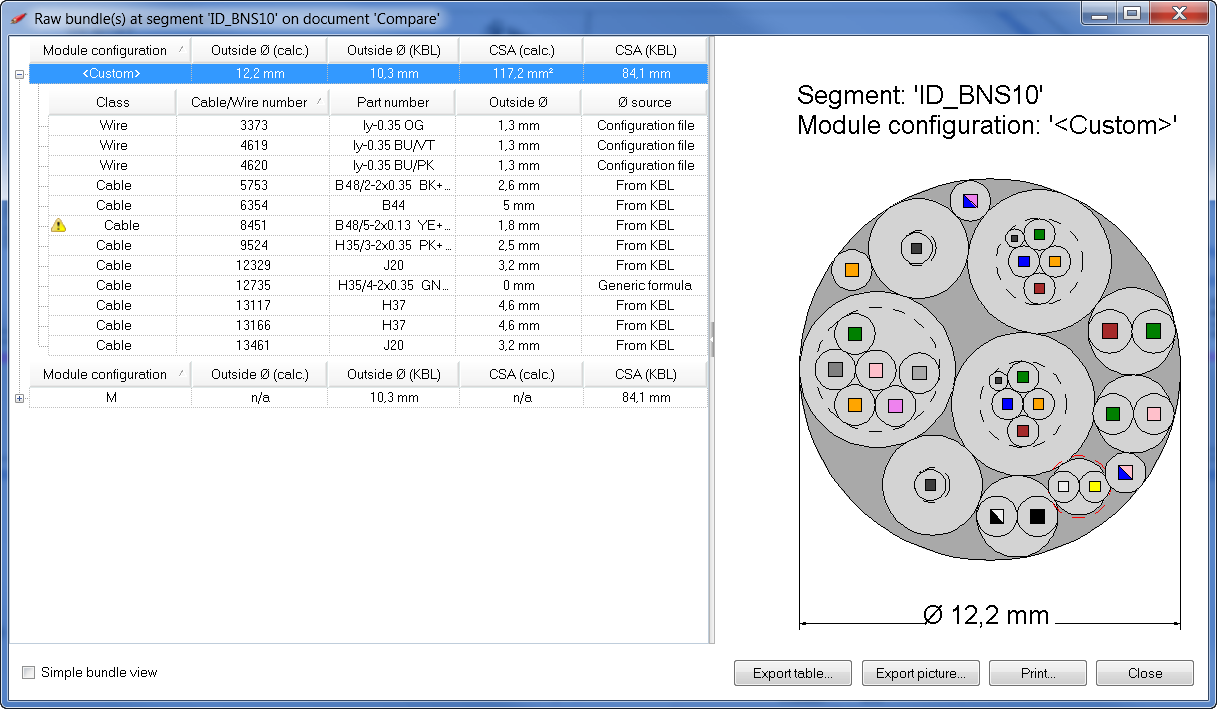 Raw bundle(s) at segment 'ID_BNS10' on document 'Compare'
Module configuration Outside Ø (calc.) Outside Ø (KBL) CSA (calc.) CSA (KBL)
<Custom> 12,2 mm 10,3 mm 117,2 mm² 84,1 mm
Class Cable/Wire number Part number Outside Ø Ø source
Wire 3373 ly-0.35 OG 1,3 mm Configuration file
Wire 4619 ly-0.35 BU/VT 1,3 mm Configuration file
Wire 4620 ly-0.35 BU/PK 1,3 mm Configuration file
Cable 5753 B48/2-2x0.35 BK+... 2,6 mm From KBL
Cable 6354 B44 5 mm From KBL
Cable 8451 B48/5-2x0.13 YE+... 1,8 mm From KBL
Cable 9524 H35/3-2x0.35 PK+... 2,5 mm From KBL
Cable 12329 J20 3,2 mm From KBL
Cable 12735 H35/4-2x0.35 GN... 0 mm Generic formula
Cable 13117 H37 4,6 mm From KBL
Cable 13166 H37 4,6 mm From KBL
Cable 13461 J20 3,2 mm From KBL
Module configuration Outside Ø (calc.) Outside Ø (KBL) CSA (calc.) CSA (KBL)
M n/a 10,3 mm n/a 84,1 mm
Segment: 'ID_BNS10'
Module configuration: '<Custom>'
Ø 12,2 mm
Simple bundle view
Export table... Export picture... Print... Close